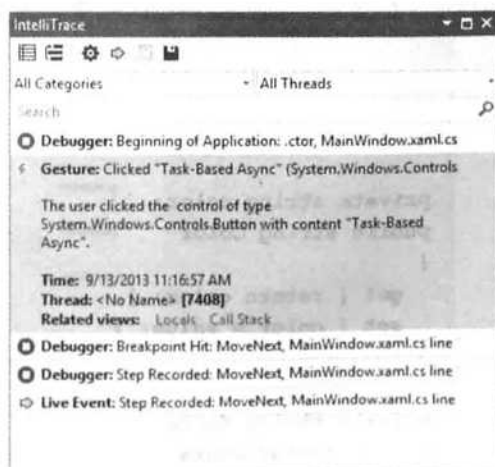 IntelliTrace
All Categories
All Threads
Search
Debugger: Beginning of Application: .ctor, MainWindow.xaml.cs
Gesture: Clicked "Task-Based Async" (System.Windows.Controls
The user clicked the control of type
System.Windows.Controls.Button with content "Task-Based
Async".
Time: 9/13/2013 11:16:57 AM
Thread: <No Name> [7408]
Related views: Locals Call Stack
Debugger: Breakpoint Hit: MoveNext, MainWindow.xaml.cs line
Debugger: Step Recorded: MoveNext, MainWindow.xaml.cs line
Live Event: Step Recorded: MoveNext, MainWindow.xaml.cs line